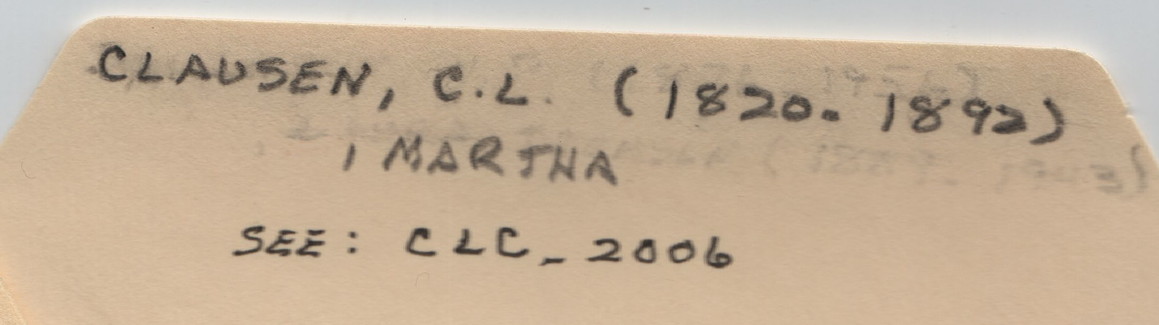 CLAUSEN, C.L. (1820-1892)
, MARTHA
SEE: CLC_2006